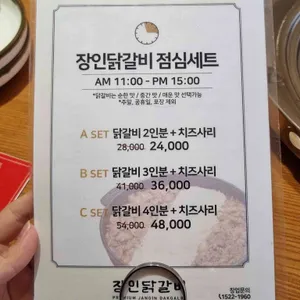 장인닭갈비 점심세트
AM 11:00 - PM 15:00
*닭갈비는 순한 맛 / 중간 맛 / 매운 맛 선택가능
*주말, 공휴일, 포장 제외
A SET 닭갈비 2인분 + 치즈사리
28,000 24,000
B SET 닭갈비 3인분 + 치즈사리
41,000 36,000
C SET 닭갈비 4인분 + 치즈사리
54,000 48,000
장인닭갈비
PREMIUM JANGIN DAKGALBI
창업문의
1522-1960